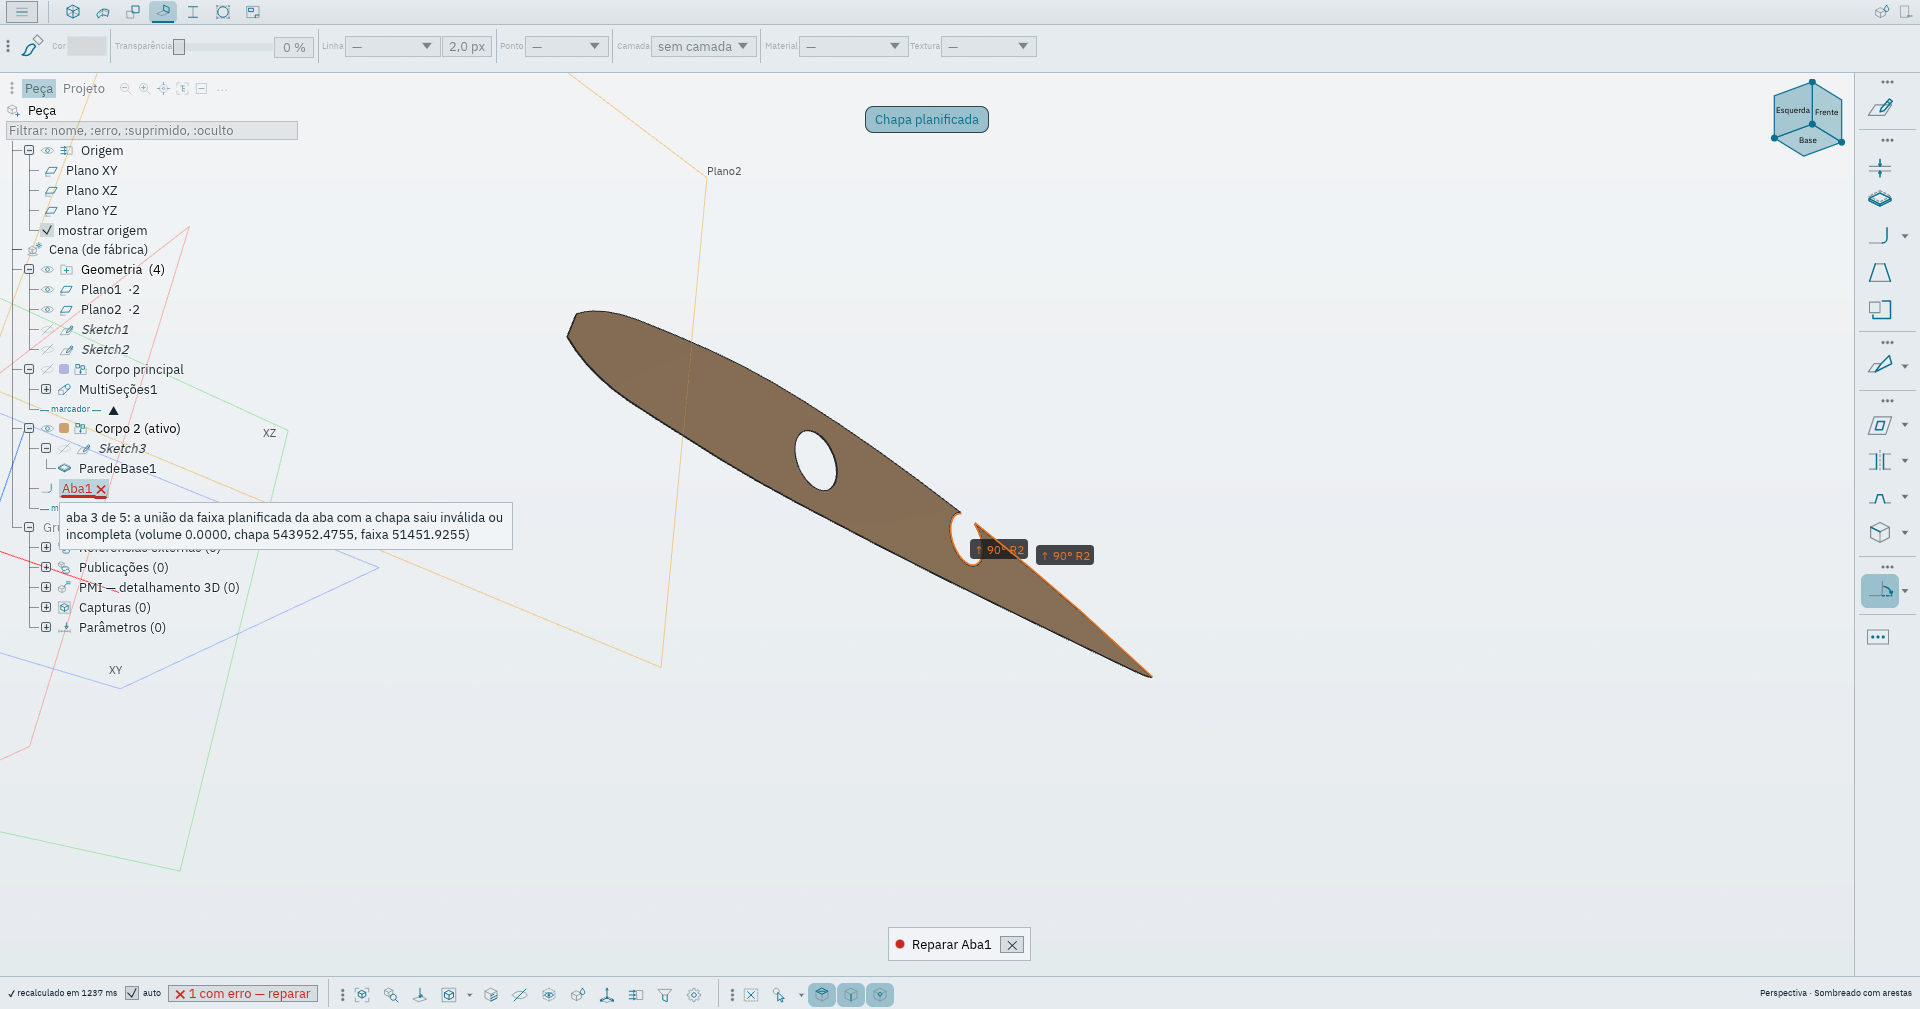 Cor
Transparência
0 %
Linha
—
2.0 px
Ponto
—
Camada
sem camada
Material
—
Textura
—
Peça
Projeto
Peça
Filtrar: nome, :erro, :suprimido, :oculto
Origem
Plano XY
Plano XZ
Plano YZ
mostrar origem
Cena (de fábrica)
Geometria (4)
Plano1 ·2
Plano2 ·2
Sketch1
Sketch2
Corpo principal
MultiSeções1
marcador
Corpo 2 (ativo)
Sketch3
ParedeBase1
Aba1
aba 3 de 5: a união da faixa planificada da aba com a chapa saiu inválida ou
incompleta (volume 0.0000, chapa 543952.4755, faixa 51451.9255)
Referências externas (0)
Publicações (0)
PMI — detalhamento 3D (0)
Capturas (0)
Parâmetros (0)
XZ
XY
Plano2
Chapa planificada
Esquerda
Frente
Base
↑ 90° R2
↑ 90° R2
Reparar Aba1
✓ recalculado em 1237 ms
auto
1 com erro — reparar
Perspectiva · Sombreado com arestas